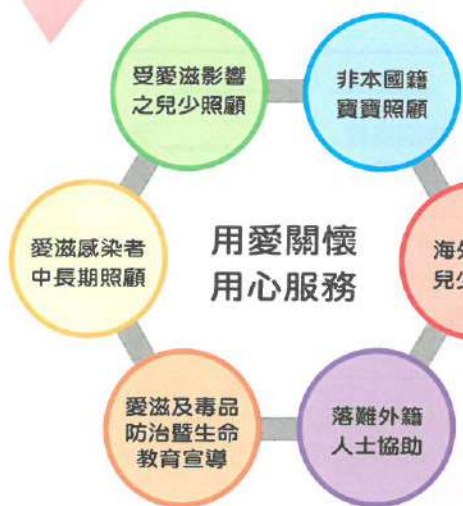 受愛滋影響
之兒少照顧
非本國籍
寶寶照顧
愛滋感染者
中長期照顧
用愛關懷
用心服務
海外
兒少
愛滋及毒品
防治暨生命
教育宣導
落難外籍
人士協助